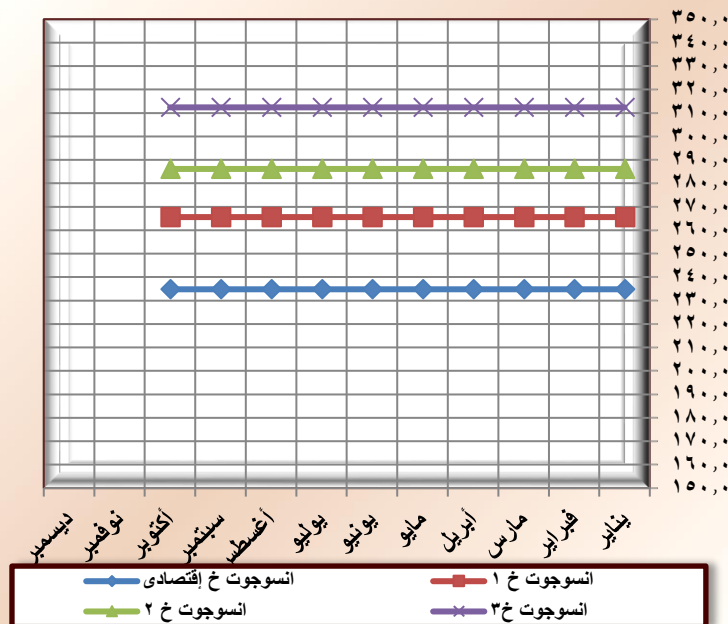 ٣٥٠,٠
٣٤٠,٠
٣٣٠,٠
٣٢٠,٠
٣١٠,٠
٣٠٠,٠
٢٩٠,٠
٢٨٠,٠
٢٧٠,٠
٢٦٠,٠
٢٥٠,٠
٢٤٠,٠
٢٣٠,٠
٢٢٠,٠
٢١٠,٠
٢٠٠,٠
١٩٠,٠
١٨٠,٠
١٧٠,٠
١٦٠,٠
١٥٠,٠
يناير
فبراير
مارس
أبريل
مايو
يونيو
يوليو
أغسطس
سبتمبر
أكتوبر
نوفمبر
ديسمبر
انسوجوت خ ١
انسوجوت خ إقتصادى
انسوجوت خ٣
انسوجوت خ ٢